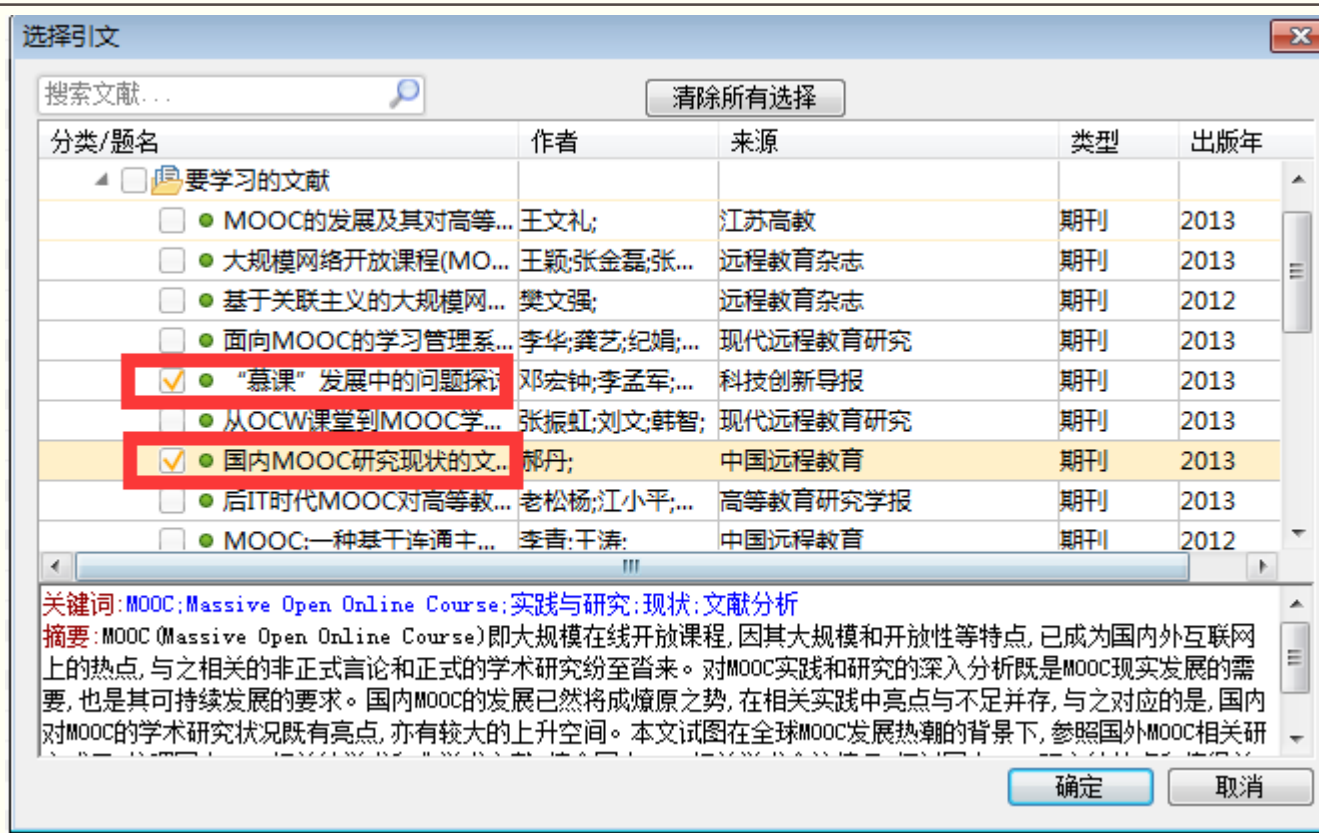 选择引文
搜索文献... 清除所有选择
分类/题名 作者 来源 类型 出版年
要学习的文献
MOOC的发展及其对高等... 王文礼; 江苏高教 期刊 2013
大规模网络开放课程(MO... 王颖;张金磊;张... 远程教育杂志 期刊 2013
基于关联主义的大规模网... 樊文强; 远程教育杂志 期刊 2012
面向MOOC的学习管理系... 李华;龚艺;纪娟;... 现代远程教育研究 期刊 2013
“慕课”发展中的问题探讨 邓宏钟;李孟军;... 科技创新导报 期刊 2013
从OCW课堂到MOOC学... 张振虹;刘文;韩智; 现代远程教育研究 期刊 2013
国内MOOC研究现状的文... 郝丹; 中国远程教育 期刊 2013
后IT时代MOOC对高等教... 老松杨;江小平;... 高等教育研究学报 期刊 2013
MOOC:一种基于连通主... 李青;王涛; 中国远程教育 期刊 2012
关键词:MOOC;Massive Open Online Course;实践与研究;现状;文献分析
摘要:MOOC(Massive Open Online Course)即大规模在线开放课程,因其大规模和开放性等特点,已成为国内外互联网
上的热点,与之相关的非正式言论和正式的学术研究纷至沓来。对MOOC实践和研究的深入分析既是MOOC现实发展的需
要,也是其可持续发展的要求。国内MOOC的发展已然将成燎原之势,在相关实践中亮点与不足并存,与之对应的是,国内
对MOOC的学术研究状况既有亮点,亦有较大的上升空间。本文试图在全球MOOC发展热潮的背景下,参照国外MOOC相关研
确定 取消